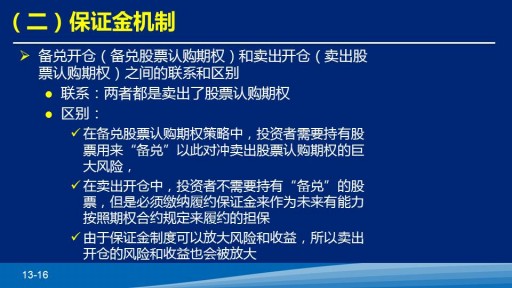 （二）保证金机制
备兑开仓（备兑股票认购期权）和卖出开仓（卖出股
票认购期权）之间的联系和区别
联系：两者都是卖出了股票认购期权
区别：
在备兑股票认购期权策略中，投资者需要持有股
票用来“备兑”以此对冲卖出股票认购期权的巨
大风险，
在卖出开仓中，投资者不需要持有“备兑”的股
票，但是必须缴纳履约保证金来作为未来有能力
按照期权合约规定来履约的担保
由于保证金制度可以放大风险和收益，所以卖出
开仓的风险和收益也会被放大
13-16